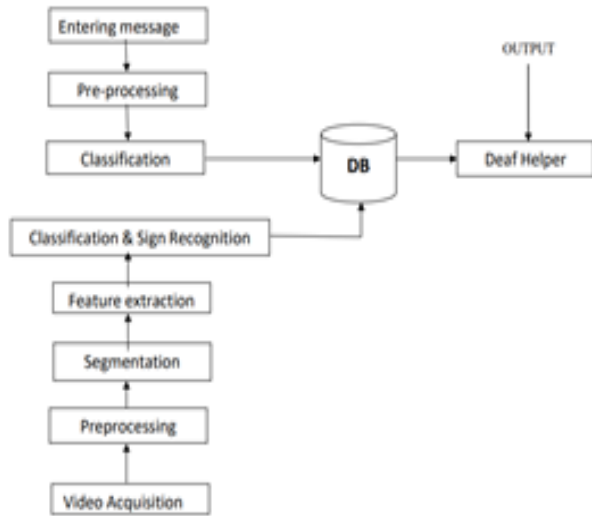 Entering message
OUTPUT
Pre-processing
Classification
DB
Deaf Helper
Classification & Sign Recognition
Feature extraction
Segmentation
Preprocessing
Video Acquisition